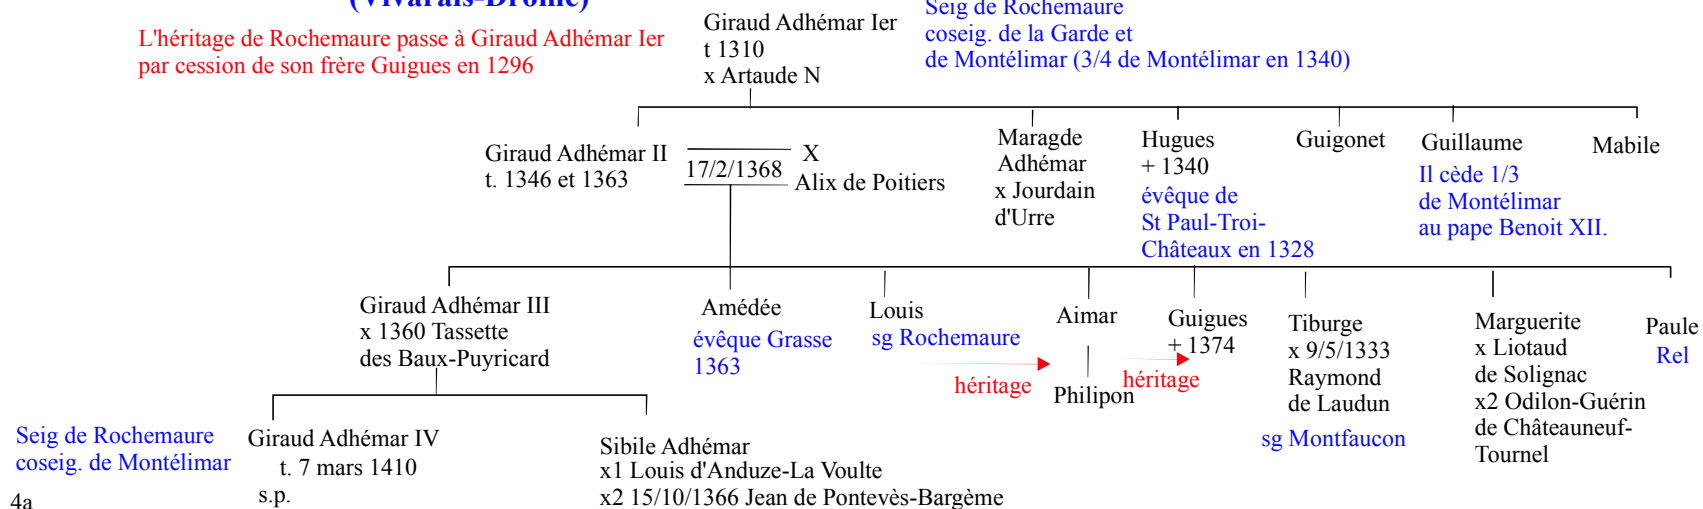 (Vivarais-Drôme)
L'héritage de Rochemaure passe à Giraud Adhémar Ier
par cession de son frère Guigues en 1296
Giraud Adhémar Ier
t 1310
x Artaude N
Seig de Rochemaure
coseig. de la Garde et
de Montélimar (3/4 de Montélimar en 1340)
Giraud Adhémar II
t. 1346 et 1363
17/2/1368
X
Alix de Poitiers
Maragde
Adhémar
x Jourdain
d'Urre
Hugues
+ 1340
évêque de
St Paul-Troi-
Châteaux en 1328
Guigonet
Guillaume
Il cède 1/3
de Montélimar
au pape Benoit XII.
Mabile
Giraud Adhémar III
x 1360 Tassette
des Baux-Puyricard
Amédée
évêque Grasse
1363
Louis
sg Rochemaure
héritage
Aimar
Philipon
héritage
Guigues
+ 1374
Tiburge
x 9/5/1333
Raymond
de Laudun
sg Montfaucon
Marguerite
x Liotaud
de Solignac
x2 Odilon-Guérin
de Châteauneuf-
Tournel
Paule
Rel
Seig de Rochemaure
coseig. de Montélimar
Giraud Adhémar IV
t. 7 mars 1410
s.p.
Sibile Adhémar
x1 Louis d'Anduze-La Voulte
x2 15/10/1366 Jean de Pontevès-Bargème
4a